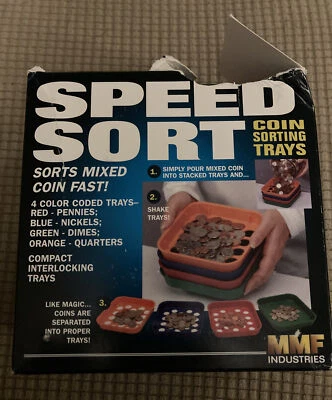 SPEED
SORT
COIN
SORTING
TRAYS
SORTS MIXED
COIN FAST!
4 COLOR CODED TRAYS–
RED - PENNIES;
BLUE - NICKELS;
GREEN - DIMES;
ORANGE - QUARTERS
COMPACT
INTERLOCKING
TRAYS
1. SIMPLY POUR MIXED COIN
INTO STACKED TRAYS AND...
2.
SHAKE
TRAYS!
LIKE MAGIC... 3.
COINS ARE
SEPARATED
INTO PROPER
TRAYS!
MMF
INDUSTRIES